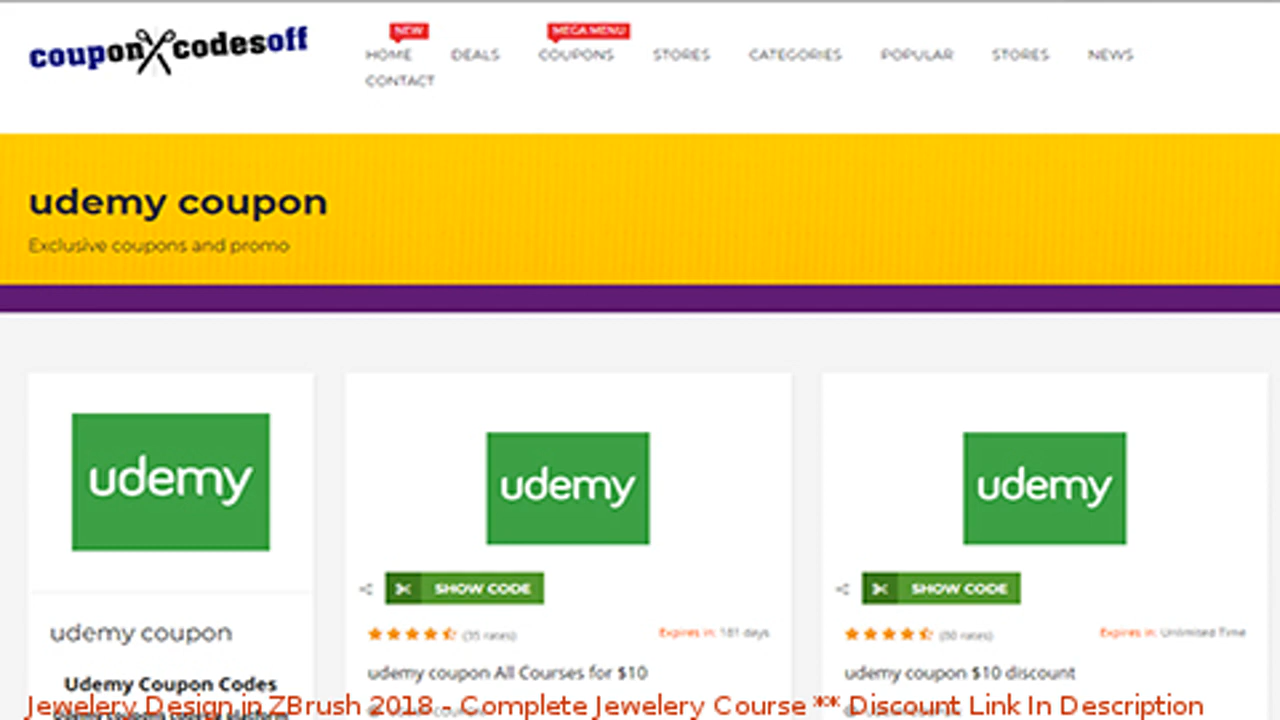 couponcodesoff
NEW
MEGA MENU
HOME DEALS COUPONS STORES CATEGORIES POPULAR STORES NEWS
CONTACT
udemy coupon
Exclusive coupons and promo
udemy
udemy coupon
Udemy Coupon Codes
udemy
SHOW CODE
(35 rates) Expires in: 181 days
udemy coupon All Courses for $10
udemy
SHOW CODE
(80 rates) Expires in: Unlimited Time
udemy coupon $10 discount
Jewelery Design in ZBrush 2018 - Complete Jewelery Course ** Discount Link In Description